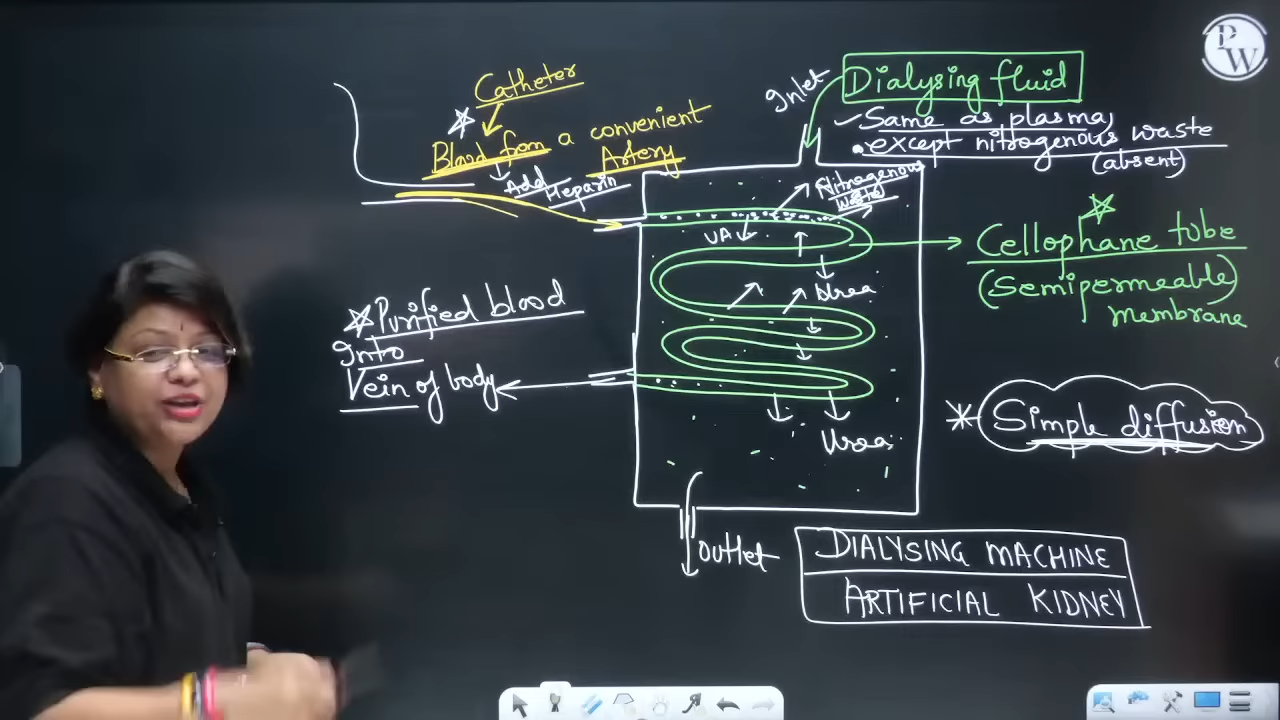 PW
Catheter
Blood from a convenient
Artery
Add
Heparin
Inlet
Dialysing fluid
Same as plasma,
except nitrogenous waste
(absent)
Nitrogenous
Waste
UA
Urea
Urea
Cellophane tube
(Semipermeable)
membrane
Purified blood
Into
Vein of body
Simple diffusion
Outlet
DIALYSING MACHINE
ARTIFICIAL KIDNEY